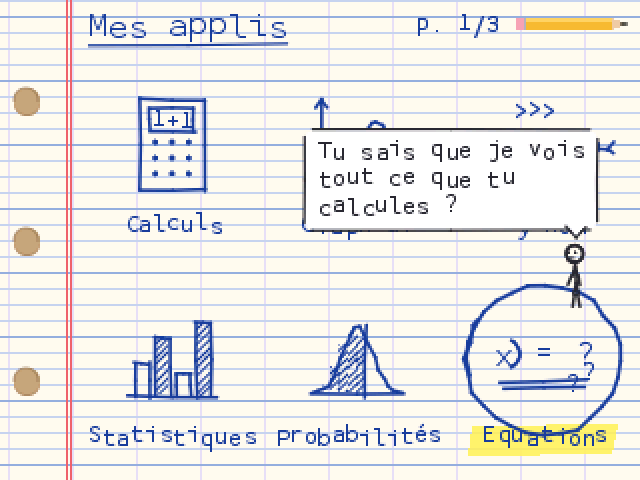 Mes applis
p. 1/3
1+1
>>>
Tu sais que je vois
tout ce que tu
calcules ?
Calculs
x = ?
?
?
Statistiques
Probabilités
Equations